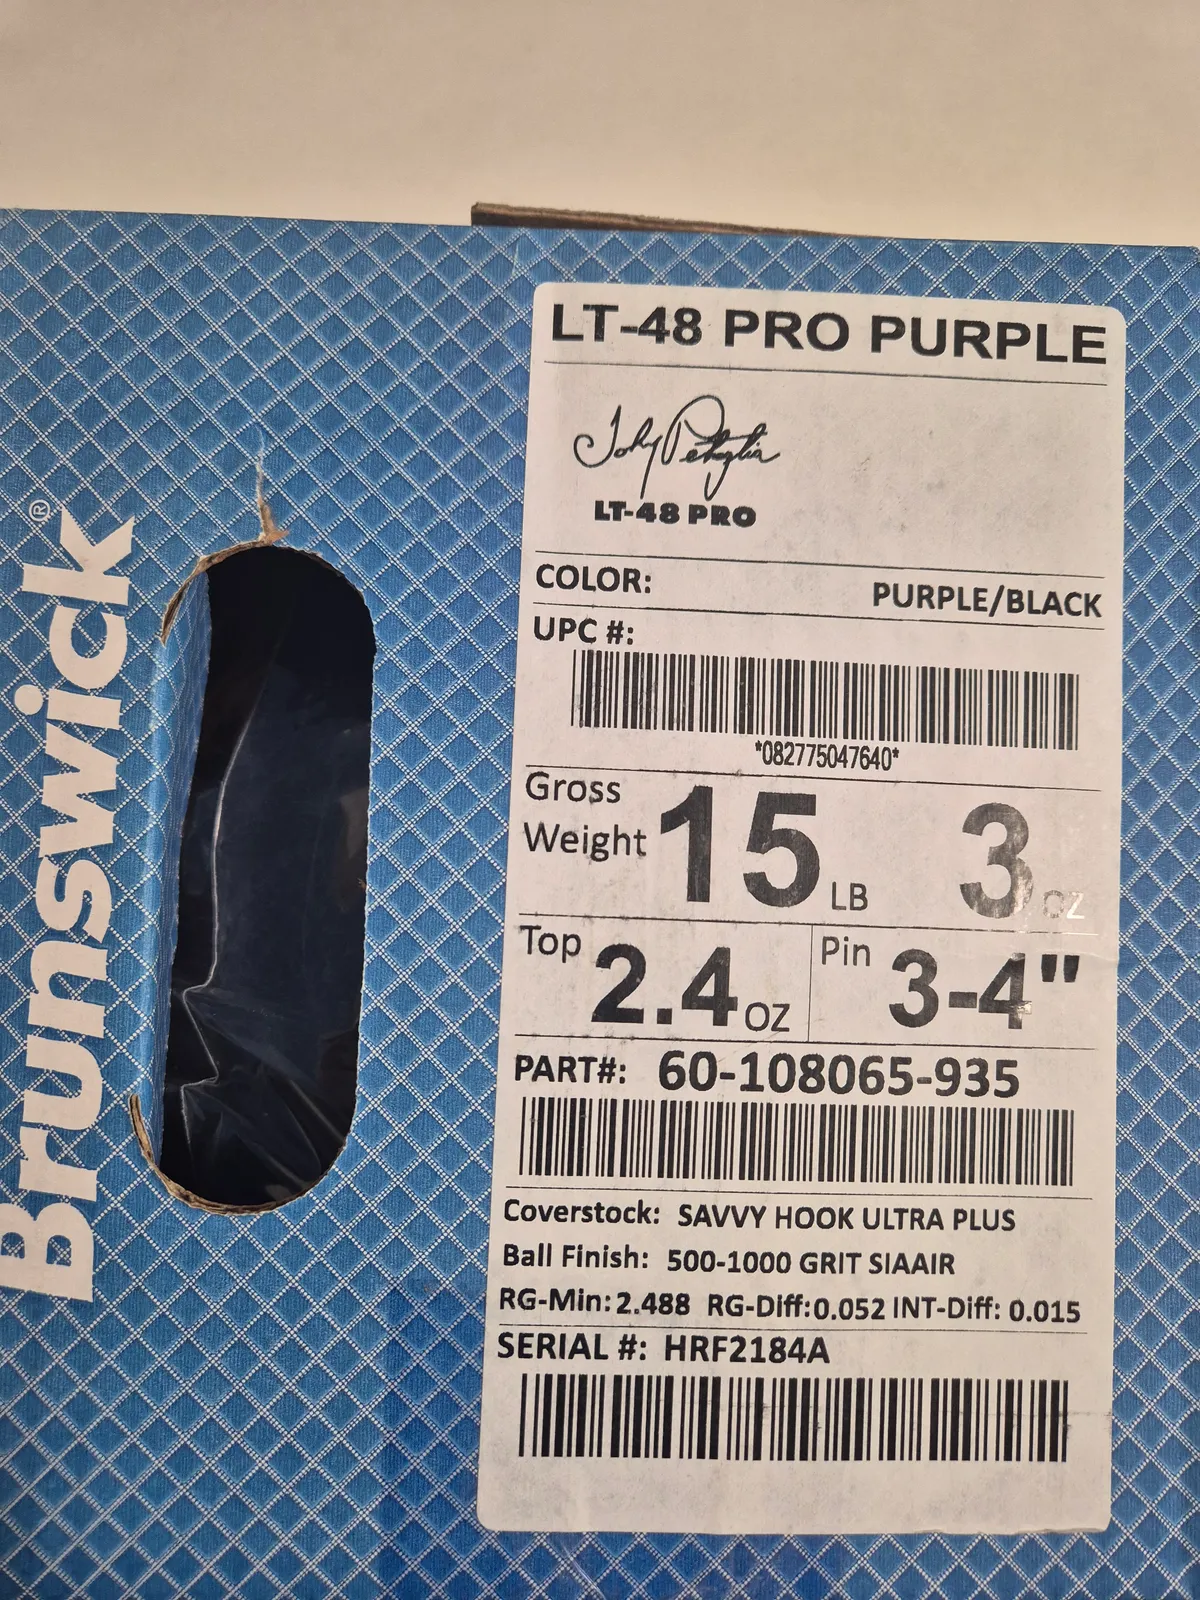 Brunswick®
LT-48 PRO PURPLE
Johnny Petraglia
LT-48 PRO
COLOR: PURPLE/BLACK
UPC #:
*082775047640*
Gross Weight 15 LB 3 oz
Top 2.4 oz Pin 3-4"
PART#: 60-108065-935
Coverstock: SAVVY HOOK ULTRA PLUS
Ball Finish: 500-1000 GRIT SIAAIR
RG-Min: 2.488 RG-Diff: 0.052 INT-Diff: 0.015
SERIAL #: HRF2184A